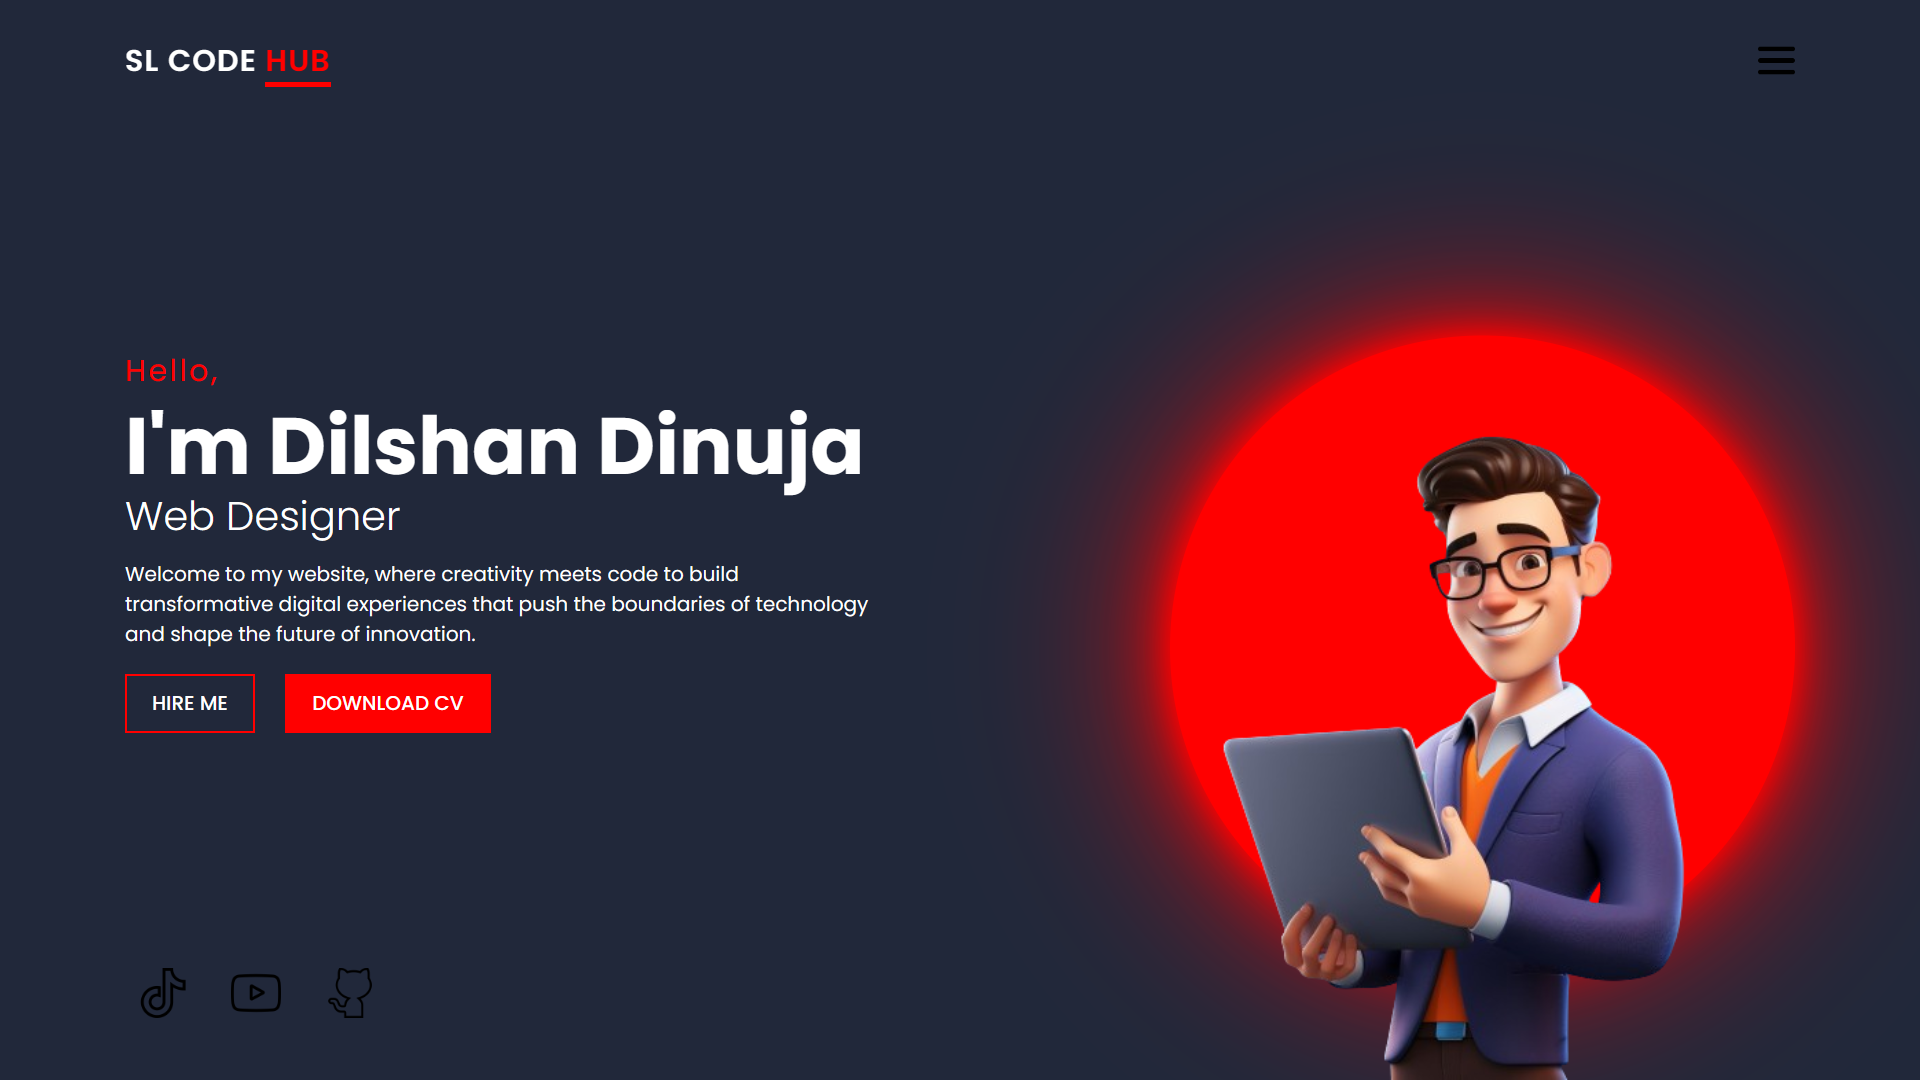 SL CODE HUB
Hello,
I'm Dilshan Dinuja
Web Designer
Welcome to my website, where creativity meets code to build
transformative digital experiences that push the boundaries of technology
and shape the future of innovation.
HIRE ME
DOWNLOAD CV